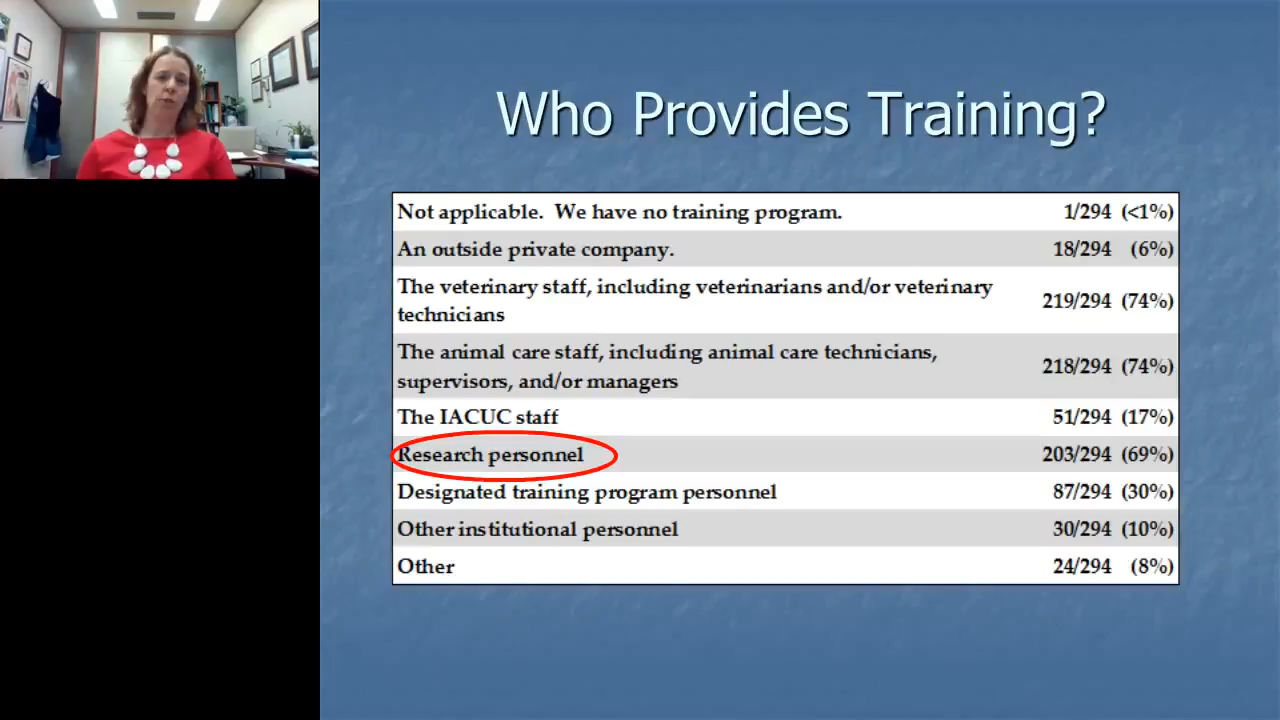 Who Provides Training?
Not applicable.  We have no training program. 1/294 (<1%)
An outside private company. 18/294 (6%)
The veterinary staff, including veterinarians and/or veterinary
technicians 219/294 (74%)
The animal care staff, including animal care technicians,
supervisors, and/or managers 218/294 (74%)
The IACUC staff 51/294 (17%)
Research personnel 203/294 (69%)
Designated training program personnel 87/294 (30%)
Other institutional personnel 30/294 (10%)
Other 24/294 (8%)